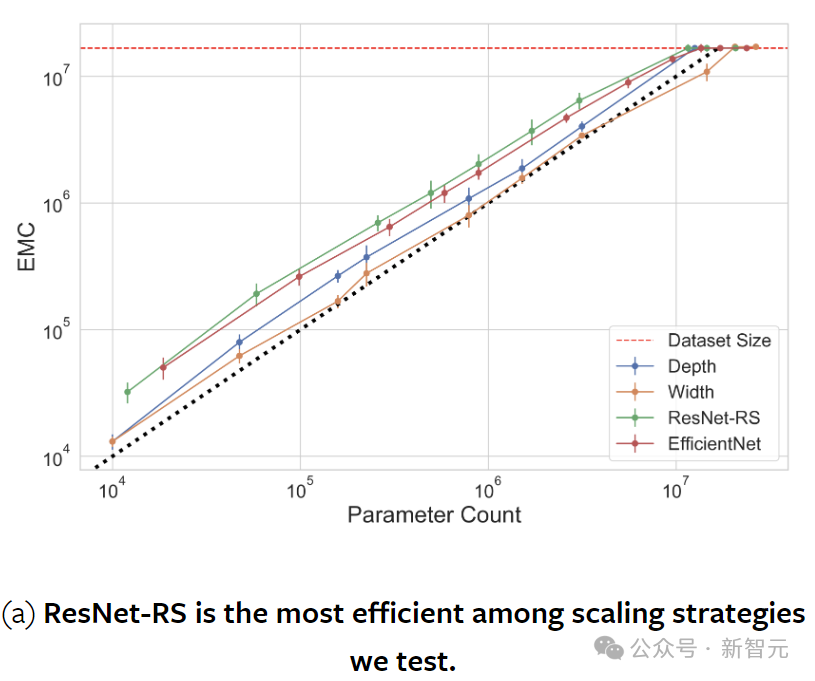 10⁷
10⁶
10⁵
10⁴
EMC
Dataset Size
Depth
Width
ResNet-RS
EfficientNet
10⁴ 10⁵ 10⁶ 10⁷
Parameter Count
(a) ResNet-RS is the most efficient among scaling strategies
we test.
公众号 · 新智元